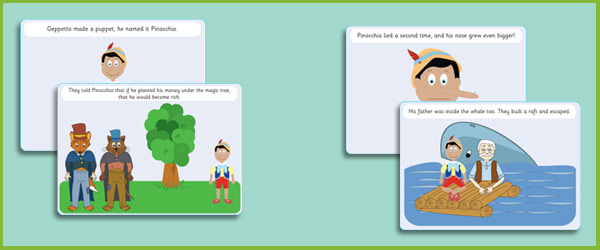 Geppetto made a puppet, he named it Pinocchio.
They told Pinocchio that if he planted his money under the magic tree,
that he would become rich.
Pinocchio lied a second time, and his nose grew even bigger!
His father was inside the whale too. They built a raft and escaped.